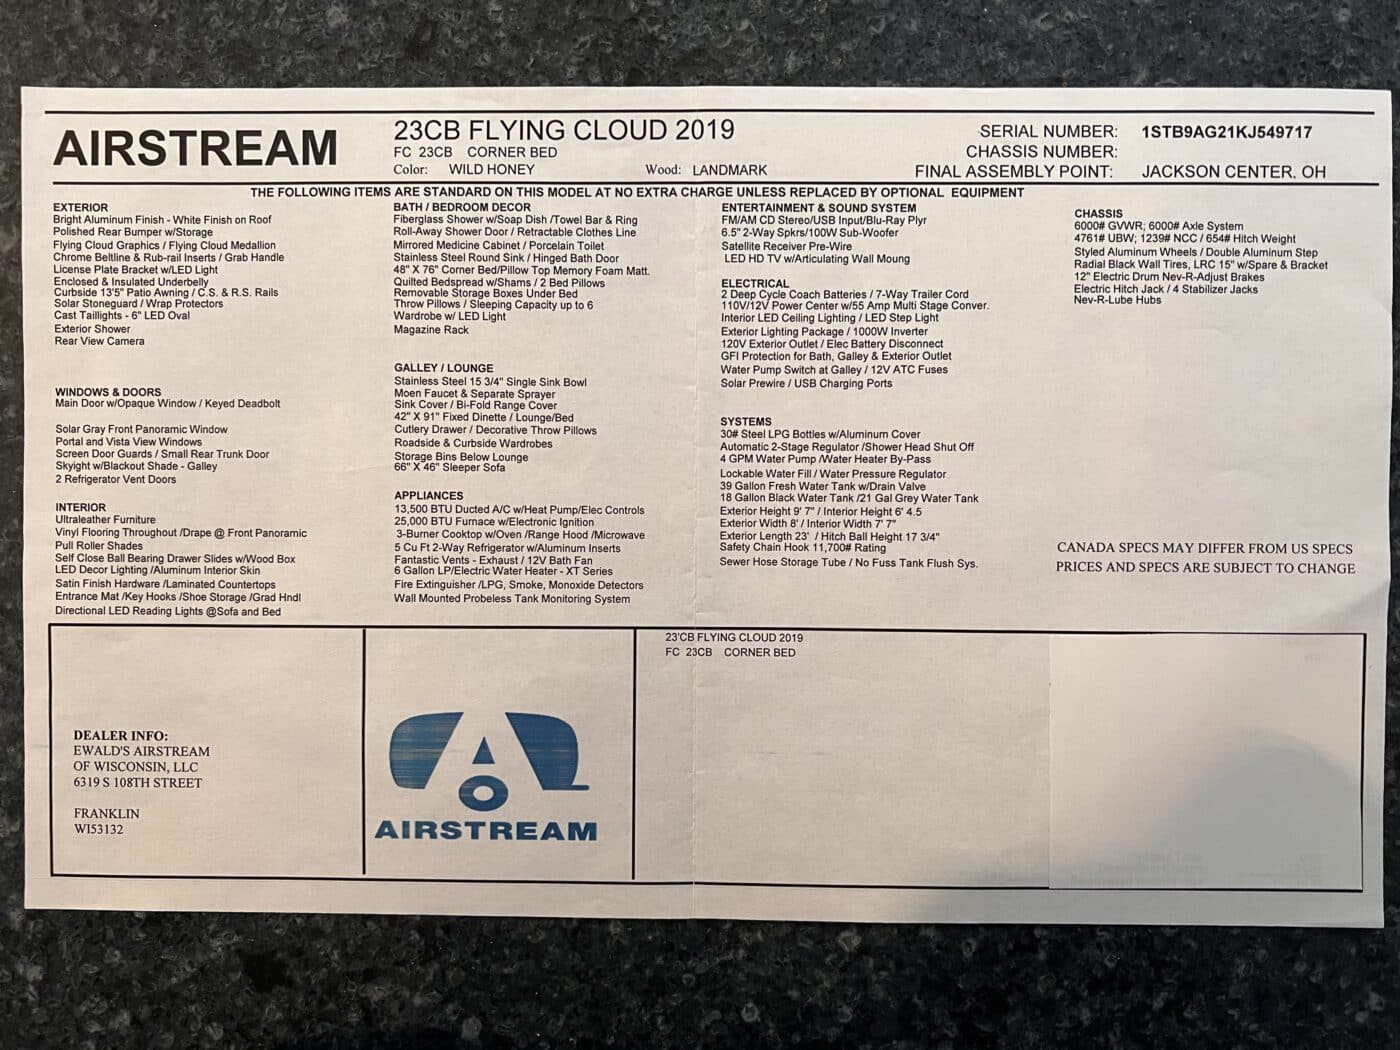 AIRSTREAM
23CB FLYING CLOUD 2019
FC 23CB CORNER BED
Color: WILD HONEY Wood: LANDMARK
SERIAL NUMBER: 1STB9AG21KJ549717
CHASSIS NUMBER:
FINAL ASSEMBLY POINT: JACKSON CENTER, OH
THE FOLLOWING ITEMS ARE STANDARD ON THIS MODEL AT NO EXTRA CHARGE UNLESS REPLACED BY OPTIONAL EQUIPMENT
EXTERIOR
Bright Aluminum Finish - White Finish on Roof
Polished Rear Bumper w/Storage
Flying Cloud Graphics / Flying Cloud Medallion
Chrome Beltline & Rub-rail Inserts / Grab Handle
License Plate Bracket w/LED Light
Enclosed & Insulated Underbelly
Curbside 13'5" Patio Awning / C.S. & R.S. Rails
Solar Stoneguard / Wrap Protectors
Cast Taillights - 6" LED Oval
Exterior Shower
Rear View Camera
WINDOWS & DOORS
Main Door w/Opaque Window / Keyed Deadbolt
Solar Gray Front Panoramic Window
Portal and Vista View Windows
Screen Door Guards / Small Rear Trunk Door
Skyight w/Blackout Shade - Galley
2 Refrigerator Vent Doors
INTERIOR
Ultraleather Furniture
Vinyl Flooring Throughout /Drape @ Front Panoramic
Pull Roller Shades
Self Close Ball Bearing Drawer Slides w/Wood Box
LED Decor Lighting /Aluminum Interior Skin
Satin Finish Hardware /Laminated Countertops
Entrance Mat /Key Hooks /Shoe Storage /Grad Hndl
Directional LED Reading Lights @Sofa and Bed
BATH / BEDROOM DECOR
Fiberglass Shower w/Soap Dish /Towel Bar & Ring
Roll-Away Shower Door / Retractable Clothes Line
Mirrored Medicine Cabinet / Porcelain Toilet
Stainless Steel Round Sink / Hinged Bath Door
48" X 76" Corner Bed/Pillow Top Memory Foam Matt.
Quilted Bedspread w/Shams / 2 Bed Pillows
Removable Storage Boxes Under Bed
Throw Pillows / Sleeping Capacity up to 6
Wardrobe w/ LED Light
Magazine Rack
GALLEY / LOUNGE
Stainless Steel 15 3/4" Single Sink Bowl
Moen Faucet & Separate Sprayer
Sink Cover / Bi-Fold Range Cover
42" X 91" Fixed Dinette / Lounge/Bed
Cutlery Drawer / Decorative Throw Pillows
Roadside & Curbside Wardrobes
Storage Bins Below Lounge
66" X 46" Sleeper Sofa
APPLIANCES
13,500 BTU Ducted A/C w/Heat Pump/Elec Controls
25,000 BTU Furnace w/Electronic Ignition
3-Burner Cooktop w/Oven /Range Hood /Microwave
5 Cu Ft 2-Way Refrigerator w/Aluminum Inserts
Fantastic Vents - Exhaust / 12V Bath Fan
6 Gallon LP/Electric Water Heater - XT Series
Fire Extinguisher /LPG, Smoke, Monoxide Detectors
Wall Mounted Probeless Tank Monitoring System
ENTERTAINMENT & SOUND SYSTEM
FM/AM CD Stereo/USB Input/Blu-Ray Plyr
6.5" 2-Way Spkrs/100W Sub-Woofer
Satellite Receiver Pre-Wire
LED HD TV w/Articulating Wall Moung
ELECTRICAL
2 Deep Cycle Coach Batteries / 7-Way Trailer Cord
110V/12V Power Center w/55 Amp Multi Stage Conver.
Interior LED Ceiling Lighting / LED Step Light
Exterior Lighting Package / 1000W Inverter
120V Exterior Outlet / Elec Battery Disconnect
GFI Protection for Bath, Galley & Exterior Outlet
Water Pump Switch at Galley / 12V ATC Fuses
Solar Prewire / USB Charging Ports
SYSTEMS
30# Steel LPG Bottles w/Aluminum Cover
Automatic 2-Stage Regulator /Shower Head Shut Off
4 GPM Water Pump /Water Heater By-Pass
Lockable Water Fill / Water Pressure Regulator
39 Gallon Fresh Water Tank w/Drain Valve
18 Gallon Black Water Tank /21 Gal Grey Water Tank
Exterior Height 9' 7" / Interior Height 6' 4.5
Exterior Width 8' / Interior Width 7' 7"
Exterior Length 23' / Hitch Ball Height 17 3/4"
Safety Chain Hook 11,700# Rating
Sewer Hose Storage Tube / No Fuss Tank Flush Sys.
CHASSIS
6000# GVWR; 6000# Axle System
4761# UBW; 1239# NCC / 654# Hitch Weight
Styled Aluminum Wheels / Double Aluminum Step
Radial Black Wall Tires, LRC 15" w/Spare & Bracket
12" Electric Drum Nev-R-Adjust Brakes
Electric Hitch Jack / 4 Stabilizer Jacks
Nev-R-Lube Hubs
CANADA SPECS MAY DIFFER FROM US SPECS
PRICES AND SPECS ARE SUBJECT TO CHANGE
DEALER INFO:
EWALD'S AIRSTREAM
OF WISCONSIN, LLC
6319 S 108TH STREET
FRANKLIN
WI53132
AIRSTREAM
23'CB FLYING CLOUD 2019
FC 23CB CORNER BED